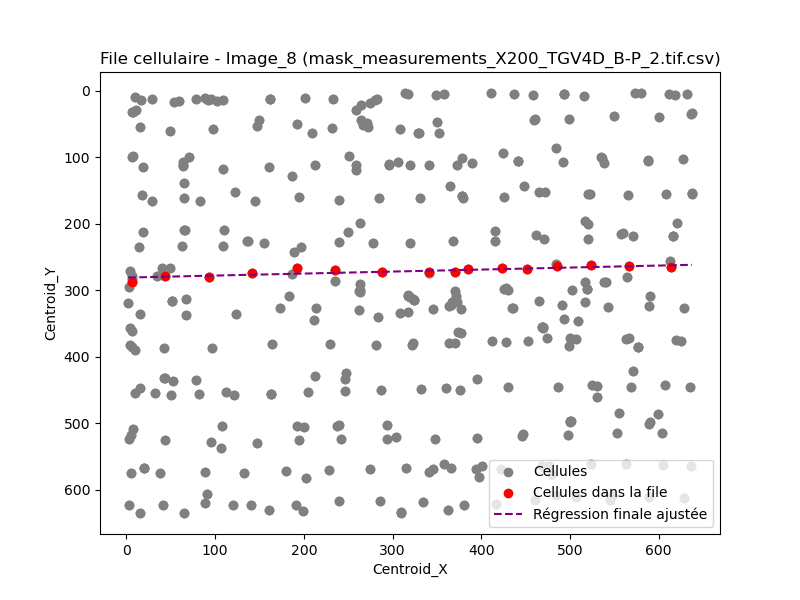 File cellulaire - Image_8 (mask_measurements_X200_TGV4D_B-P_2.tif.csv)
0
100
200
300
400
500
600
Centroid_Y
Cellules
Cellules dans la file
Régression finale ajustée
0 100 200 300 400 500 600
Centroid_X